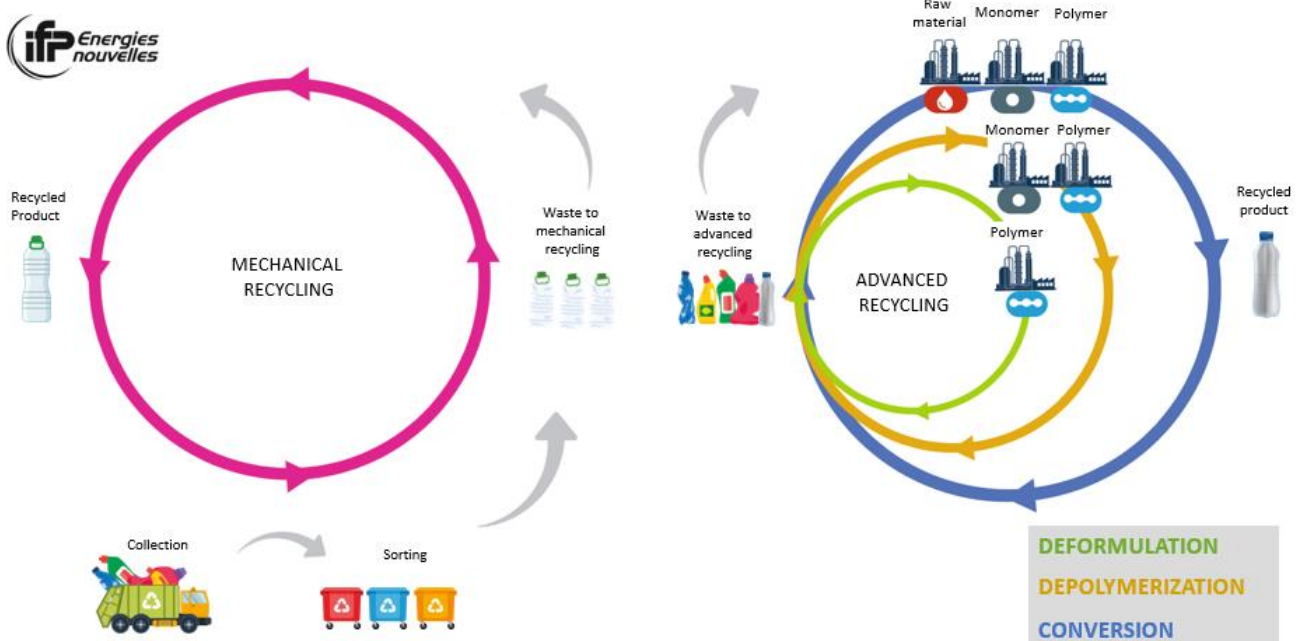 ifP Energies
nouvelles
Raw
material
Monomer
Polymer
Monomer
Polymer
Polymer
Recycled
Product
MECHANICAL
RECYCLING
Waste to
mechanical
recycling
Waste to
advanced
recycling
ADVANCED
RECYCLING
Recycled
product
Collection
Sorting
DEFORMULATION
DEPOLYMERIZATION
CONVERSION